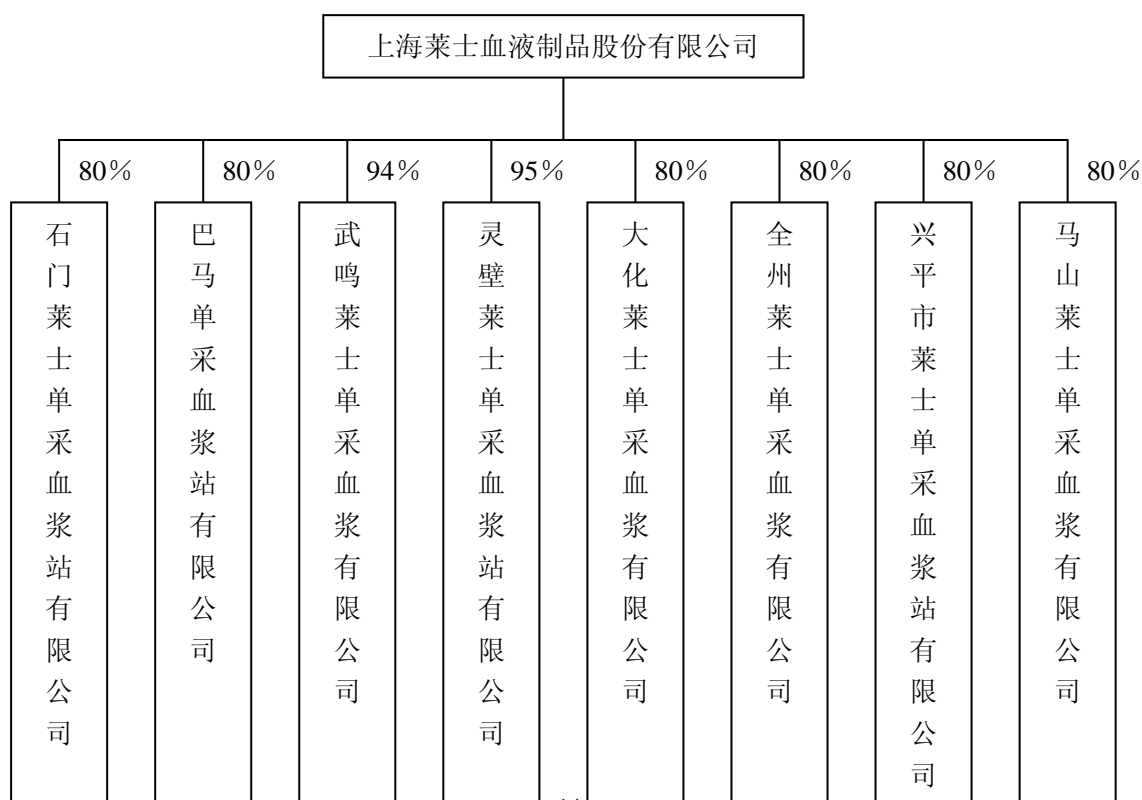 上海莱士血液制品股份有限公司
80%
80%
94%
95%
80%
80%
80%
80%
石门莱士单采血浆站有限公司
巴马单采血浆站有限公司
武鸣莱士单采血浆有限公司
灵璧莱士单采血浆站有限公司
大化莱士单采血浆有限公司
全州莱士单采血浆有限公司
兴平市莱士单采血浆站有限公司
马山莱士单采血浆有限公司